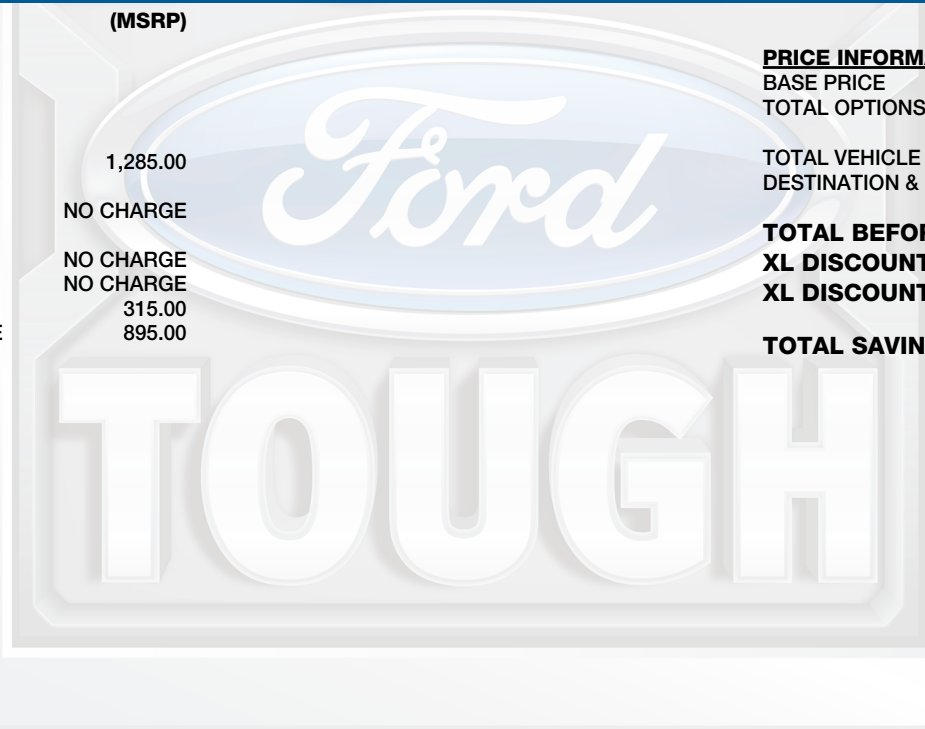 (MSRP)
1,285.00
NO CHARGE
NO CHARGE
NO CHARGE
315.00
E 895.00
PRICE INFORMA
BASE PRICE
TOTAL OPTIONS
TOTAL VEHICLE
DESTINATION &
TOTAL BEFOR
XL DISCOUNT
XL DISCOUNT
TOTAL SAVIN
Ford
TOUGH